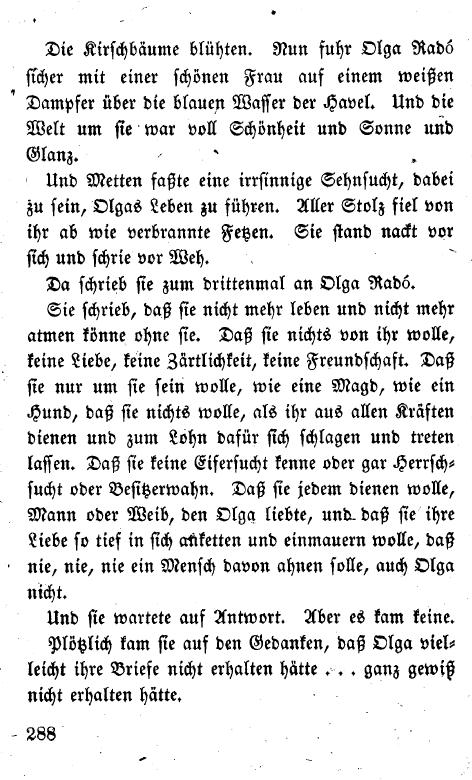 Die Kirschbäume blühten. Nun fuhr Olga Radó
sicher mit einer schönen Frau auf einem weißen
Dampfer über die blauen Wasser der Havel. Und die
Welt um sie war voll Schönheit und Sonne und
Glanz.
Und Metten faßte eine irrsinnige Sehnsucht, dabei
zu sein, Olgas Leben zu führen. Aller Stolz fiel von
ihr ab wie verbrannte Fetzen. Sie stand nackt vor
sich und schrie vor Weh.
Da schrieb sie zum drittenmal an Olga Radó.
Sie schrieb, daß sie nicht mehr leben und nicht mehr
atmen könne ohne sie. Daß sie nichts von ihr wolle,
keine Liebe, keine Zärtlichkeit, keine Freundschaft. Daß
sie nur um sie sein wolle, wie eine Magd, wie ein
Hund, daß sie nichts wolle, als ihr aus allen Kräften
dienen und zum Lohn dafür sich schlagen und treten
lassen. Daß sie keine Eifersucht kenne oder gar Herrsch-
sucht oder Besitzerwahn. Daß sie jedem dienen wolle,
Mann oder Weib, den Olga liebte, und daß sie ihre
Liebe so tief in sich anketten und einmauern wolle, daß
nie, nie, nie ein Mensch davon ahnen solle, auch Olga
nicht.
Und sie wartete auf Antwort. Aber es kam keine.
Plötzlich kam sie auf den Gedanken, daß Olga viel-
leicht ihre Briefe nicht erhalten hätte . . . ganz gewiß
nicht erhalten hätte.
288